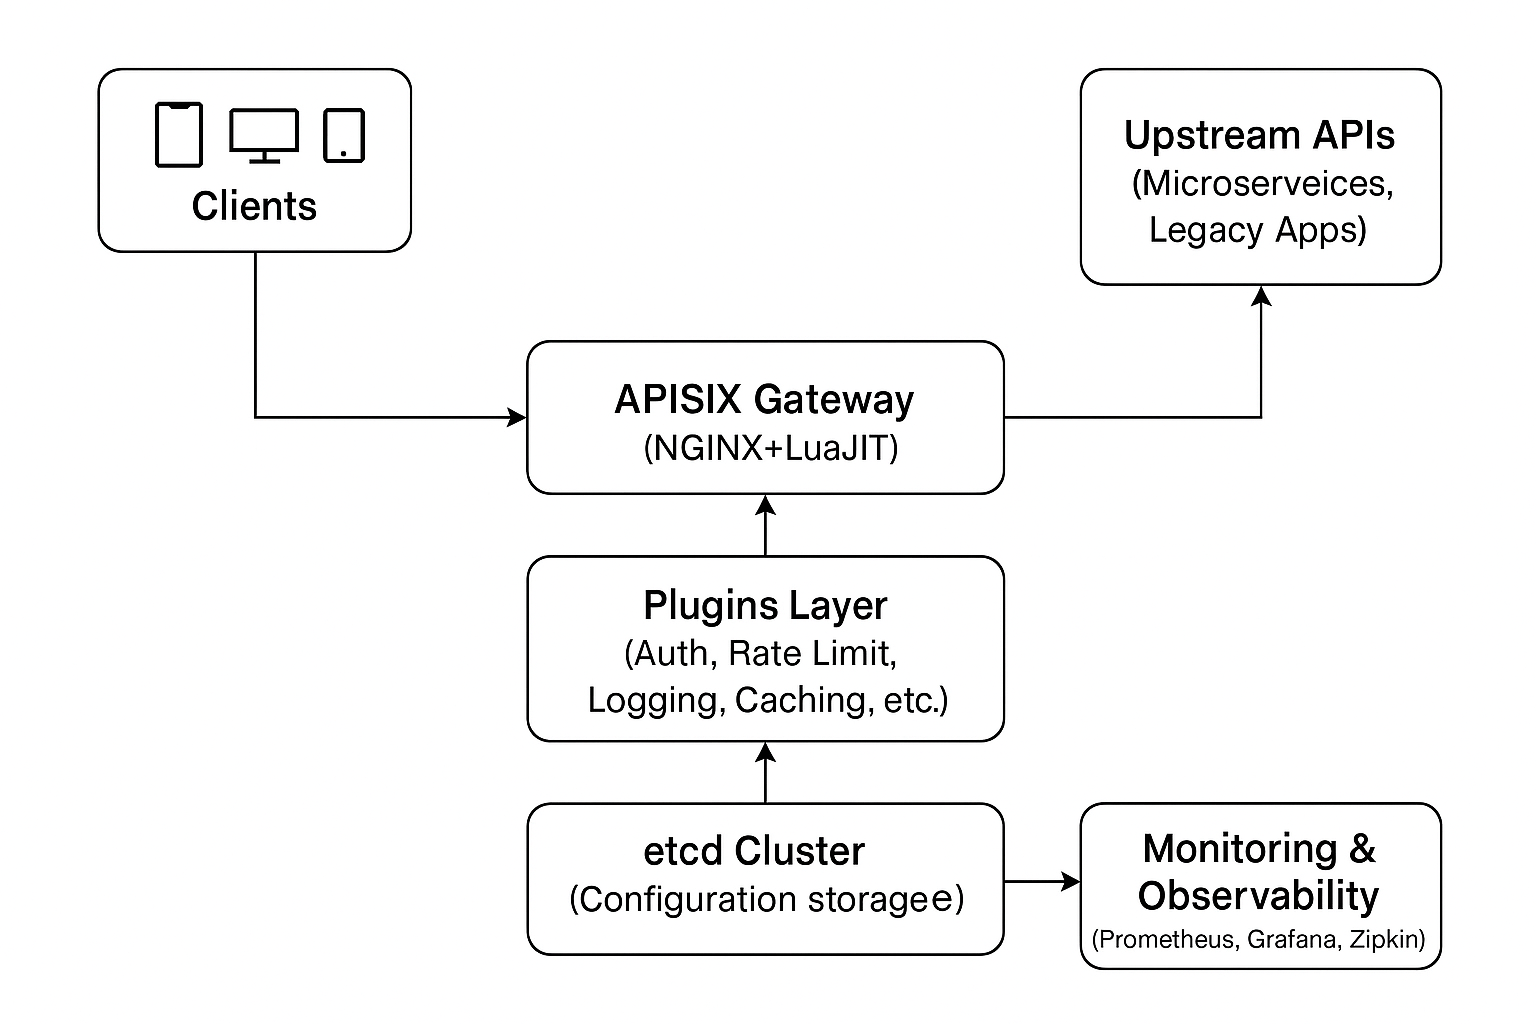 Clients
Upstream APIs
(Microserveices,
Legacy Apps)
APISIX Gateway
(NGINX+LuaJIT)
Plugins Layer
(Auth, Rate Limit,
Logging, Caching, etc.)
etcd Cluster
(Configuration storagee)
Monitoring &
Observability
(Prometheus, Grafana, Zipkin)